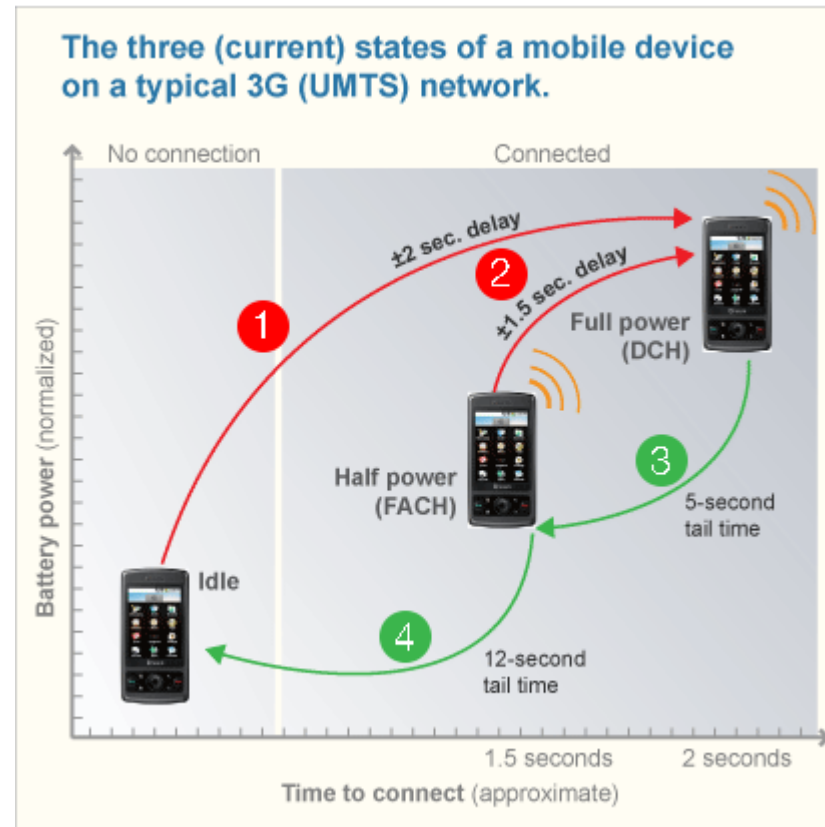 The three (current) states of a mobile device
on a typical 3G (UMTS) network.
No connection
Connected
±2 sec. delay
1
2
±1.5 sec. delay
Full power
(DCH)
Half power
(FACH)
3
5-second
tail time
Idle
4
12-second
tail time
Battery power (normalized)
1.5 seconds
2 seconds
Time to connect (approximate)